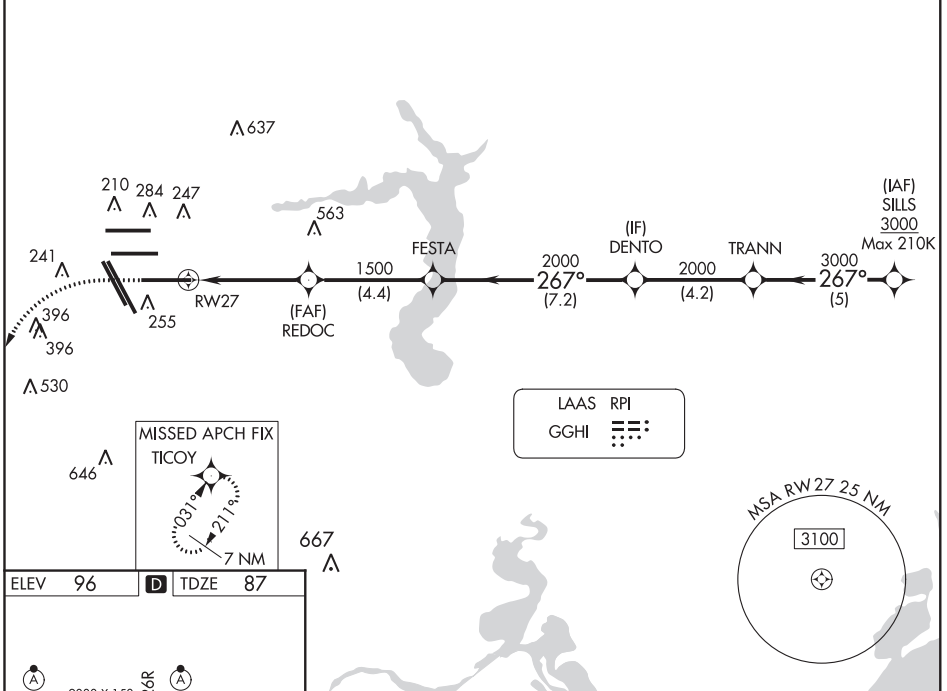 637
210 284 247
563
241
396
396
530
646
255
667
RW27
(FAF)
REDOC
1500
(4.4)
FESTA
2000
267°
(7.2)
(IF)
DENTO
2000
(4.2)
TRANN
3000
267°
(5)
(IAF)
SILLS
3000
Max 210K
LAAS RPI
GGHI
MISSED APCH FIX
TICOY
031°
211°
7 NM
MSA RW27 25 NM
3100
ELEV 96 D TDZE 87
A
A